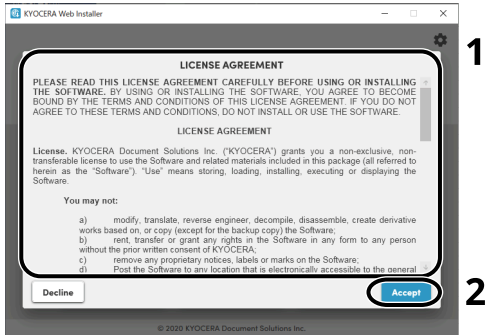 KYOCERA Web Installer
1
LICENSE AGREEMENT
PLEASE READ THIS LICENSE AGREEMENT CAREFULLY BEFORE USING OR INSTALLING
THE SOFTWARE. BY USING OR INSTALLING THE SOFTWARE, YOU AGREE TO BECOME
BOUND BY THE TERMS AND CONDITIONS OF THIS LICENSE AGREEMENT. IF YOU DO NOT
AGREE TO THESE TERMS AND CONDITIONS, DO NOT INSTALL OR USE THE SOFTWARE.
LICENSE AGREEMENT
License. KYOCERA Document Solutions Inc. ("KYOCERA") grants you a non-exclusive, non-
transferable license to use the Software and related materials included in this package (all referred to
herein as the "Software"). "Use" means storing, loading, installing, executing or displaying the
Software.
You may not:
a) modify, translate, reverse engineer, decompile, disassemble, create derivative
works based on, or copy (except for the backup copy) the Software;
b) rent, transfer or grant any rights in the Software in any form to any person
without the prior written consent of KYOCERA;
c) remove any proprietary notices, labels or marks on the Software;
d) Post the Software to any location that is electronically accessible to the general
Decline
Accept
2
© 2020 KYOCERA Document Solutions Inc.